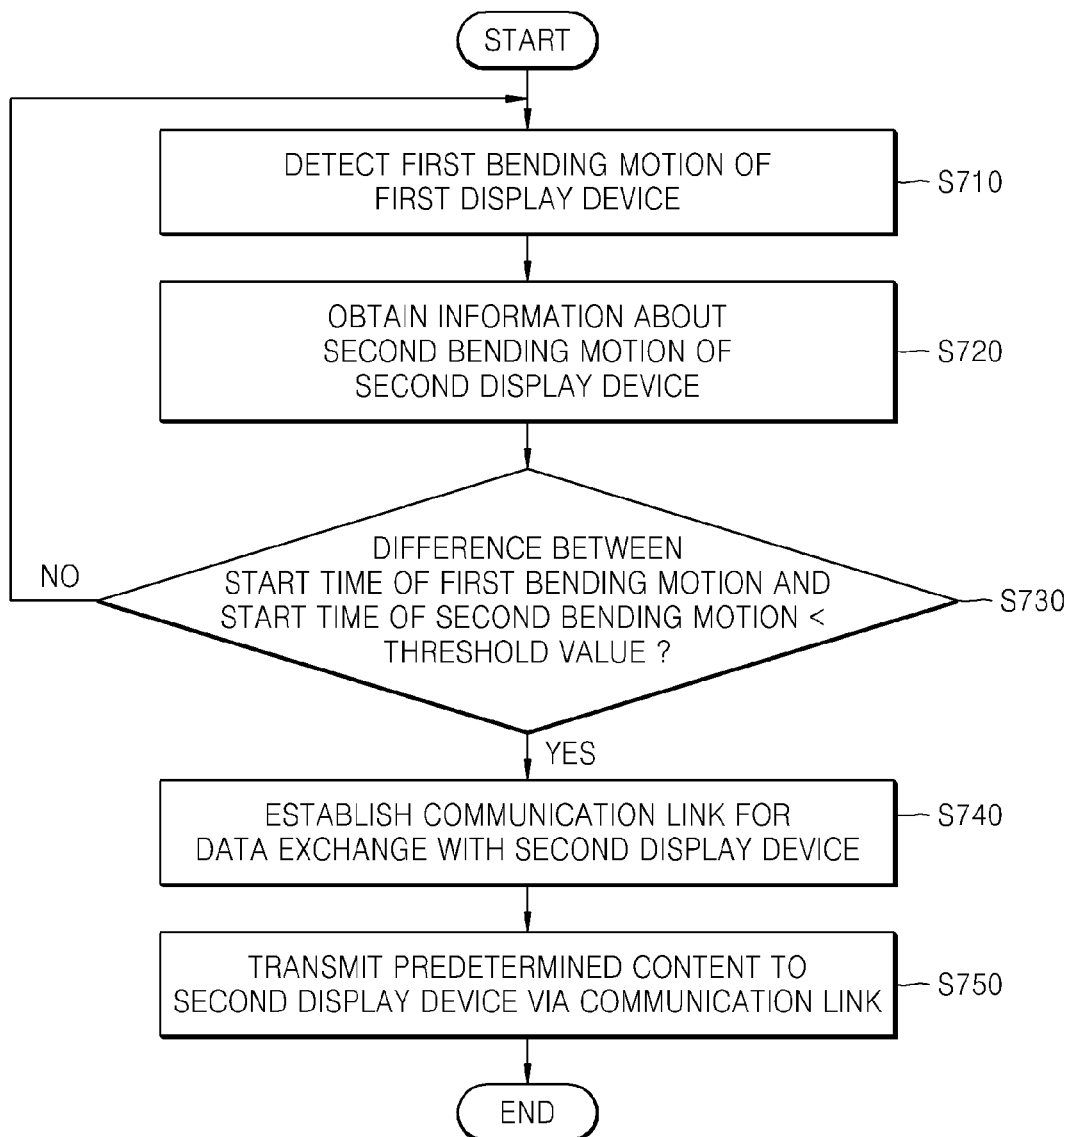 START
DETECT FIRST BENDING MOTION OF
FIRST DISPLAY DEVICE
S710
OBTAIN INFORMATION ABOUT
SECOND BENDING MOTION OF
SECOND DISPLAY DEVICE
S720
DIFFERENCE BETWEEN
START TIME OF FIRST BENDING MOTION AND
START TIME OF SECOND BENDING MOTION <
THRESHOLD VALUE ?
S730
NO
YES
ESTABLISH COMMUNICATION LINK FOR
DATA EXCHANGE WITH SECOND DISPLAY DEVICE
S740
TRANSMIT PREDETERMINED CONTENT TO
SECOND DISPLAY DEVICE VIA COMMUNICATION LINK
S750
END